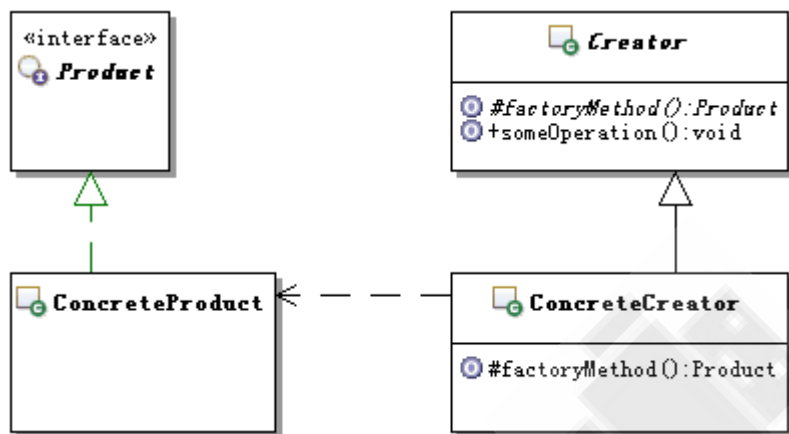 «interface»
Product
ConcreteProduct
Creator
#factoryMethod():Product
+someOperation():void
ConcreteCreator
#factoryMethod():Product